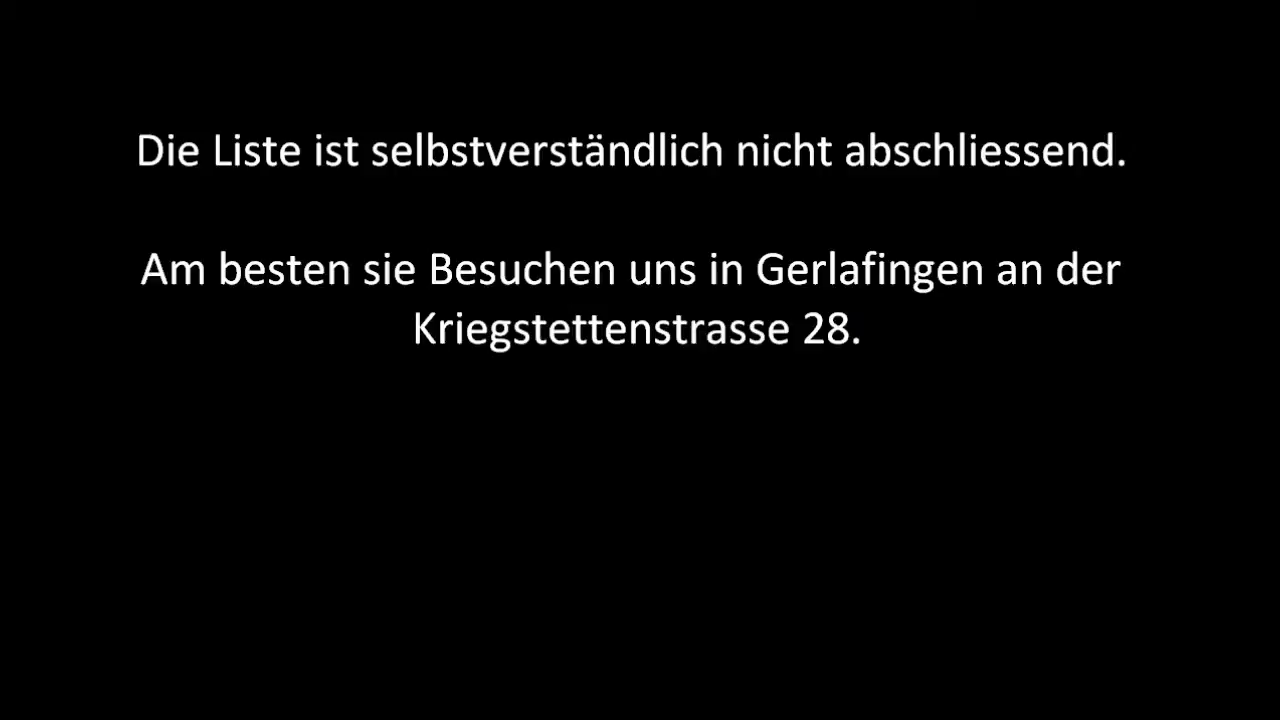 Die Liste ist selbstverständlich nicht abschliessend.
Am besten sie Besuchen uns in Gerlafingen an der
Kriegstettenstrasse 28.